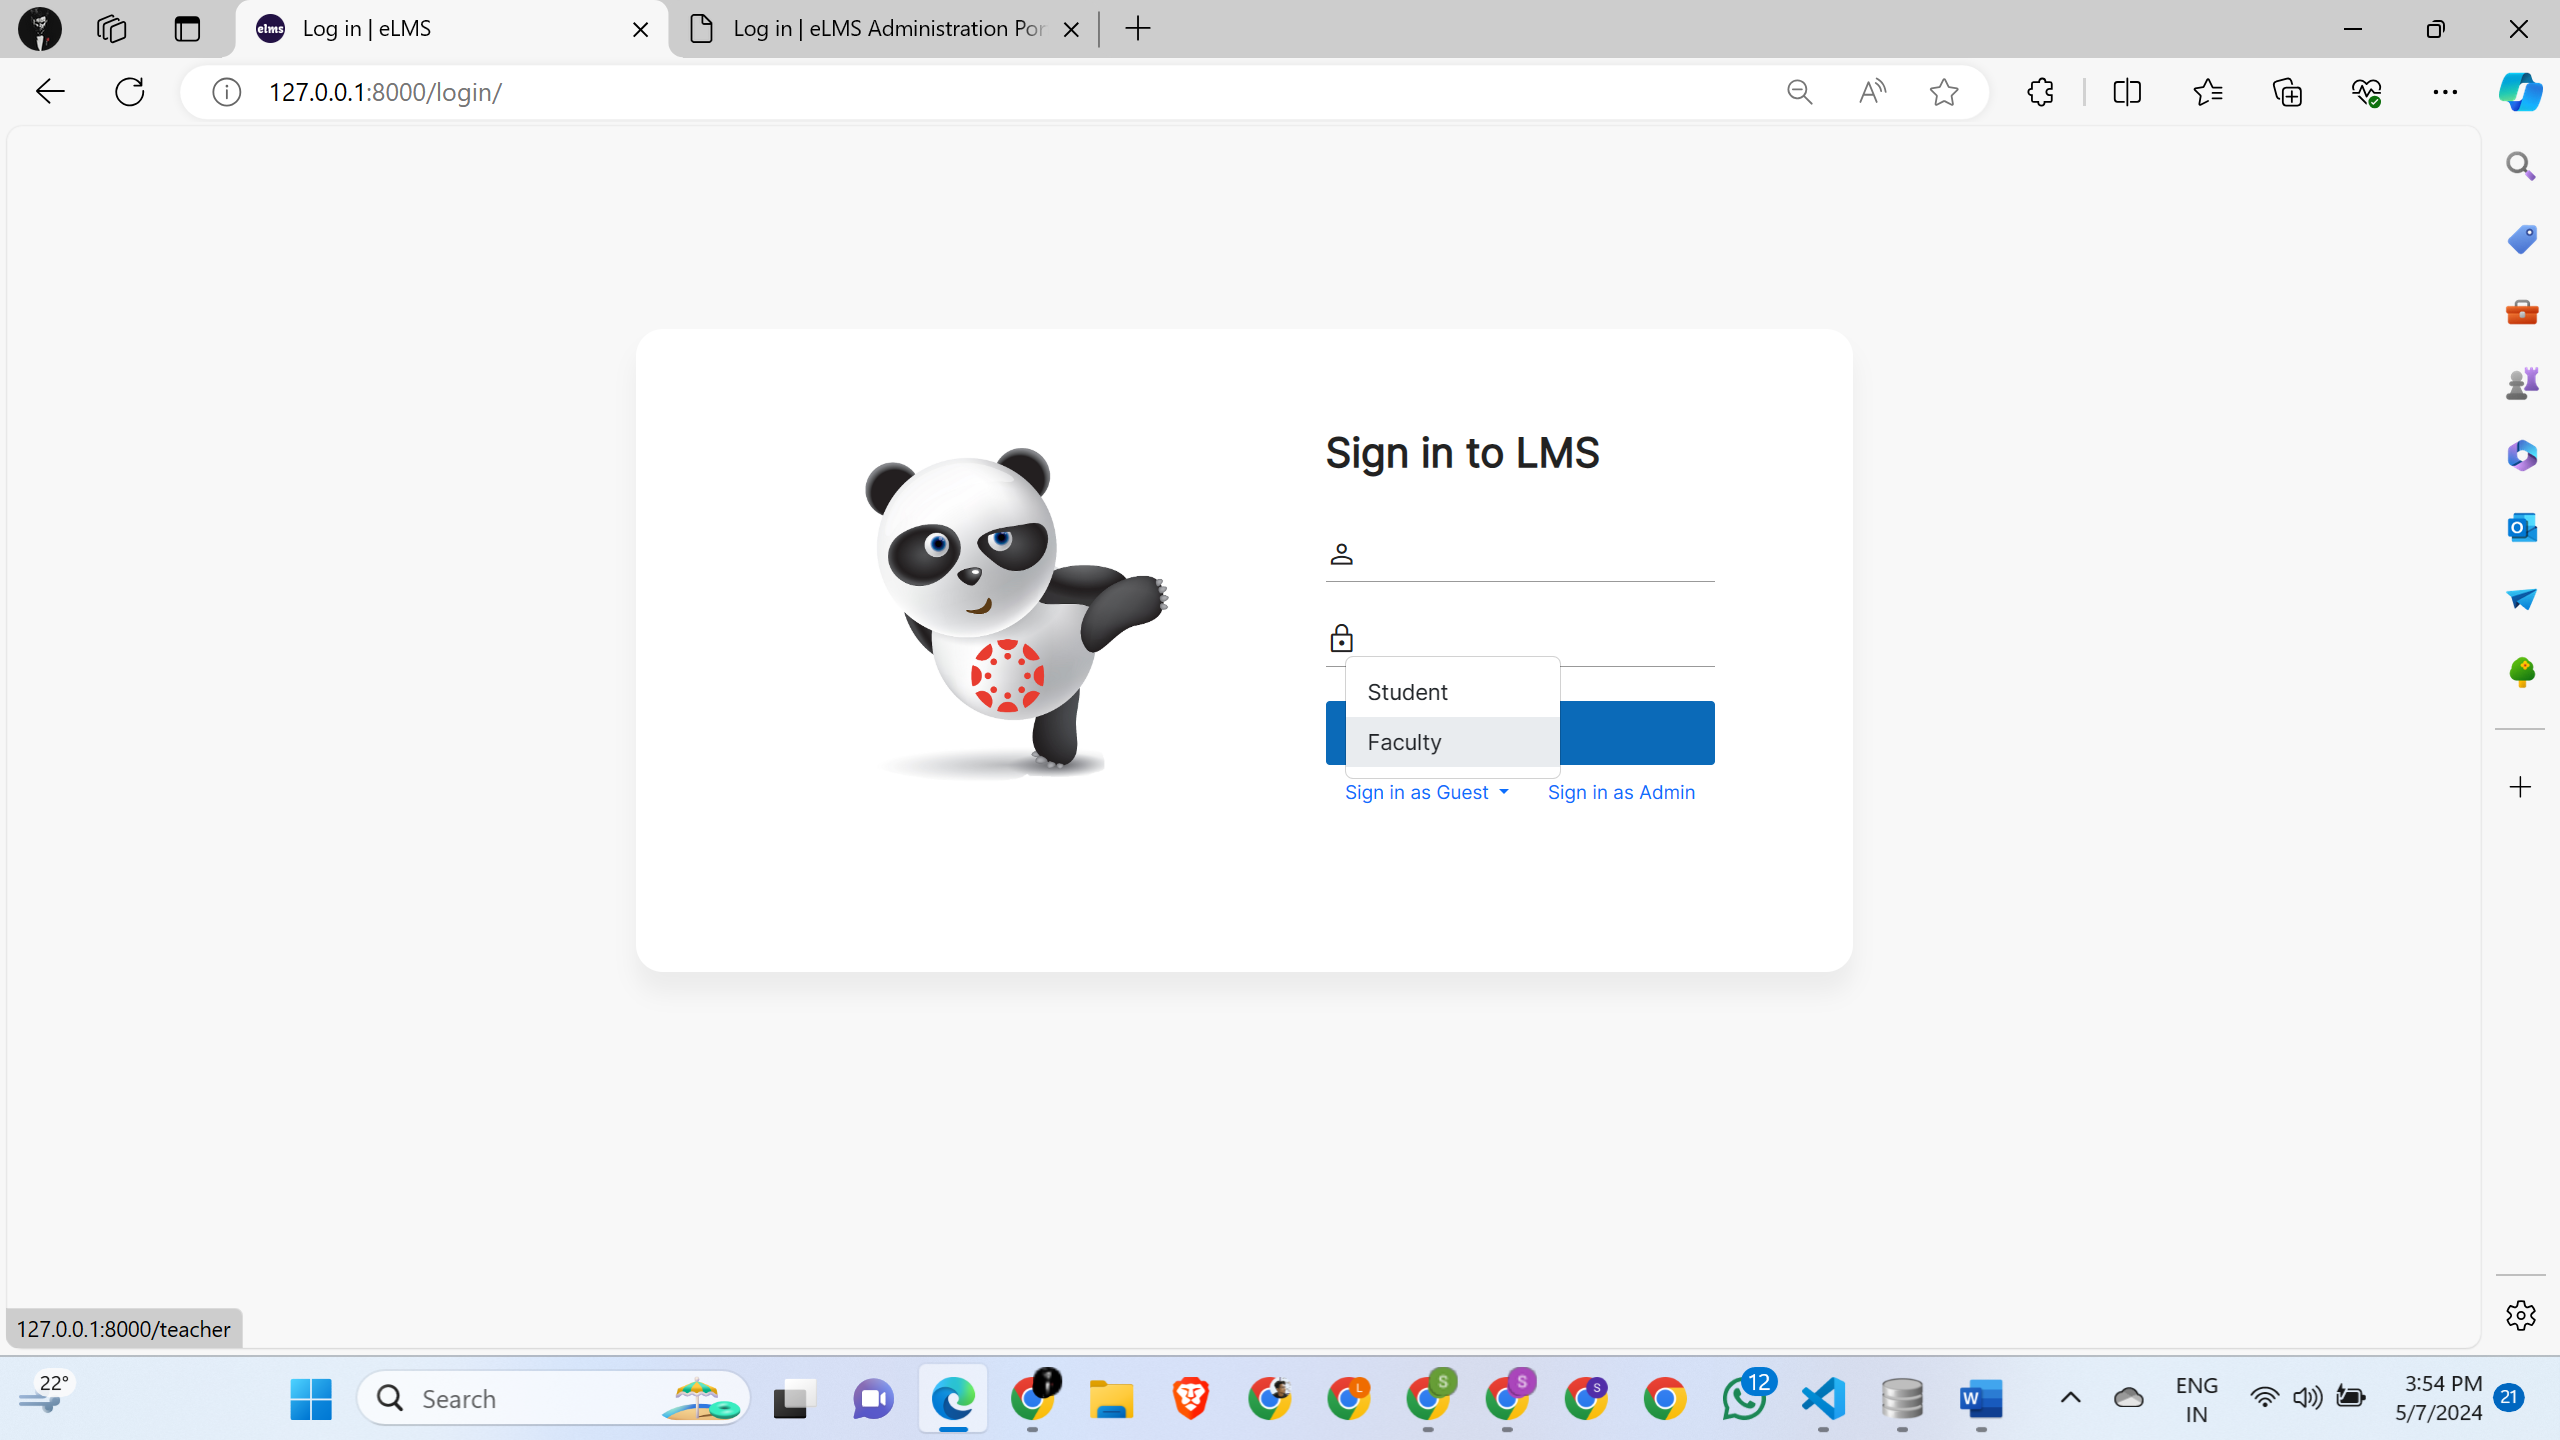 elms Log in | eLMS
Log in | eLMS Administration Por
127.0.0.1:8000/login/
Sign in to LMS
Student
Faculty
Sign in as Guest
Sign in as Admin
127.0.0.1:8000/teacher
22°
Search
L
S
S
S
12
W
ENG
IN
3:54 PM
5/7/2024
21